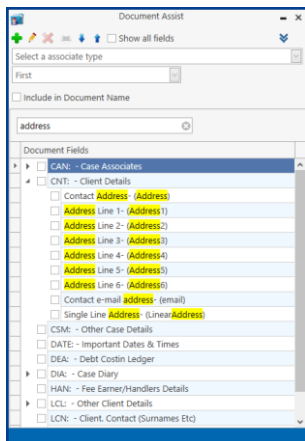 Document Assist
Show all fields
Select a associate type
First
Include in Document Name
address
Document Fields
CAN: - Case Associates
CNT: - Client Details
Contact Address- (Address)
Address Line 1- (Address1)
Address Line 2- (Address2)
Address Line 3- (Address3)
Address Line 4- (Address4)
Address Line 5- (Address5)
Address Line 6- (Address6)
Contact e-mail address- (email)
Single Line Address- (LinearAddress)
CSM: - Other Case Details
DATE: - Important Dates & Times
DEA: - Debt Costin Ledger
DIA: - Case Diary
HAN: - Fee Earner/Handlers Details
LCL: - Other Client Details
LCN: - Client. Contact (Surnames Etc)